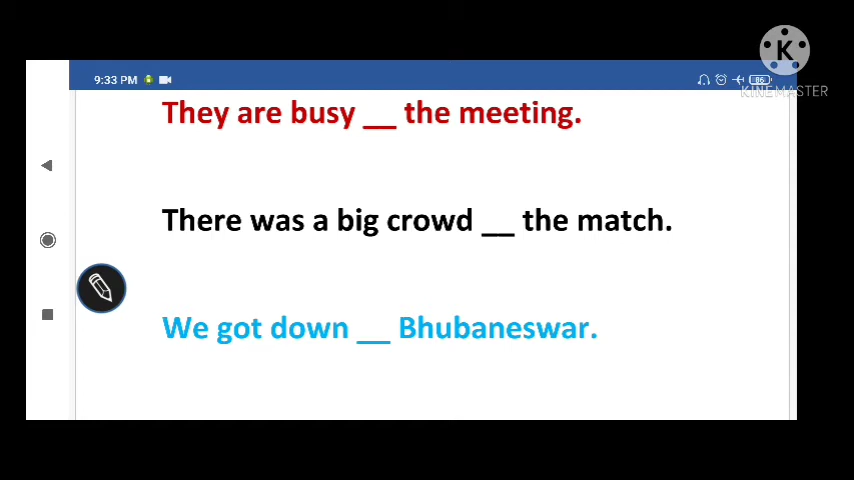 K
KINEMASTER
9:33 PM
86
They are busy __ the meeting.
There was a big crowd __ the match.
We got down __ Bhubaneswar.